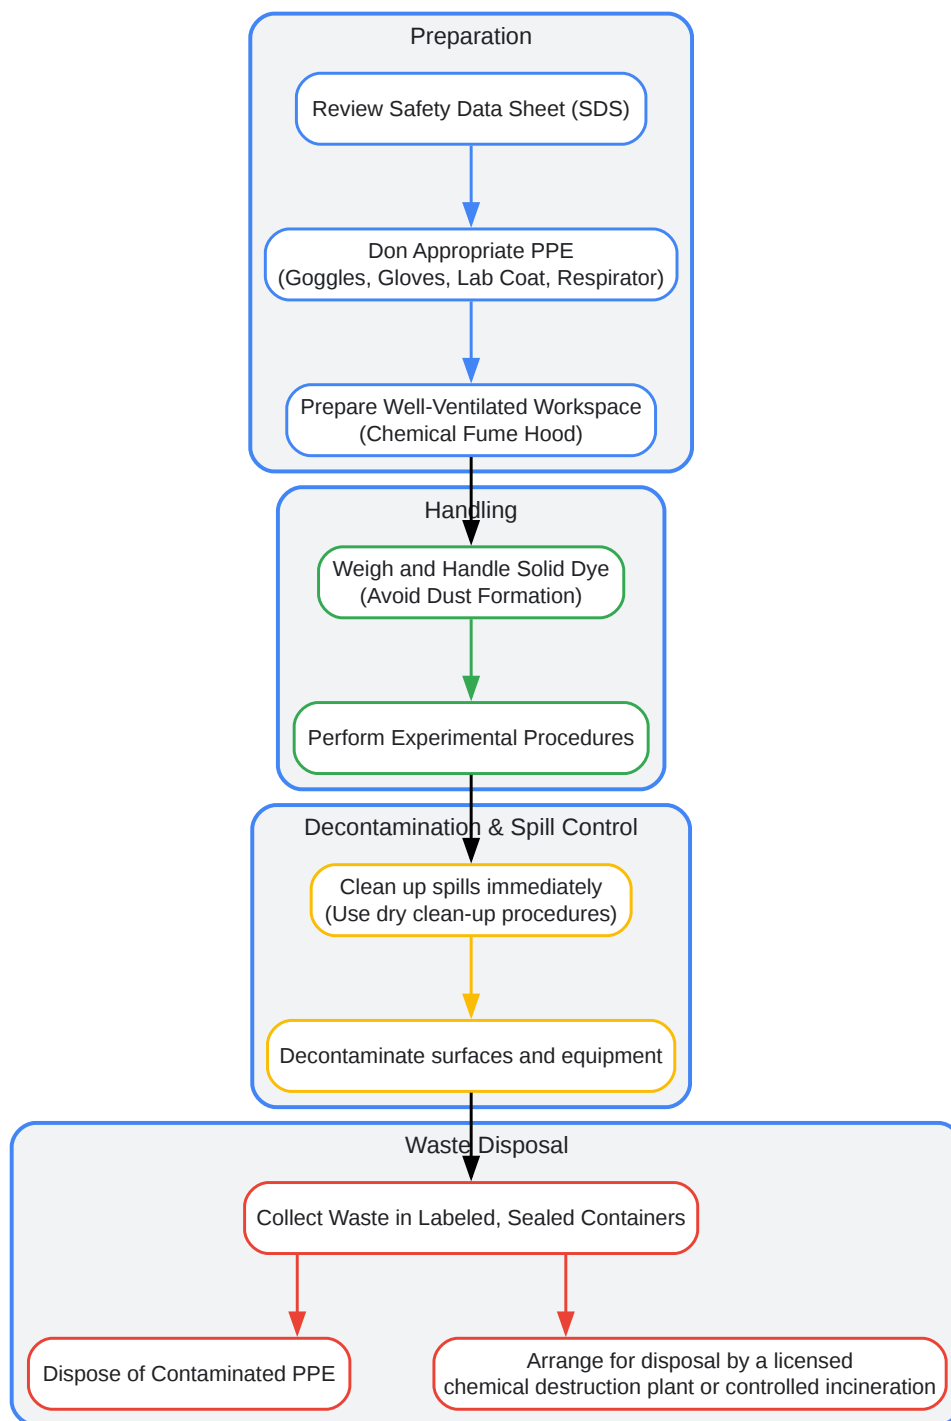 Preparation
Review Safety Data Sheet (SDS)
Don Appropriate PPE
(Goggles, Gloves, Lab Coat, Respirator)
Prepare Well-Ventilated Workspace
(Chemical Fume Hood)
Handling
Weigh and Handle Solid Dye
(Avoid Dust Formation)
Perform Experimental Procedures
Decontamination & Spill Control
Clean up spills immediately
(Use dry clean-up procedures)
Decontaminate surfaces and equipment
Waste Disposal
Collect Waste in Labeled, Sealed Containers
Dispose of Contaminated PPE
Arrange for disposal by a licensed
chemical destruction plant or controlled incineration